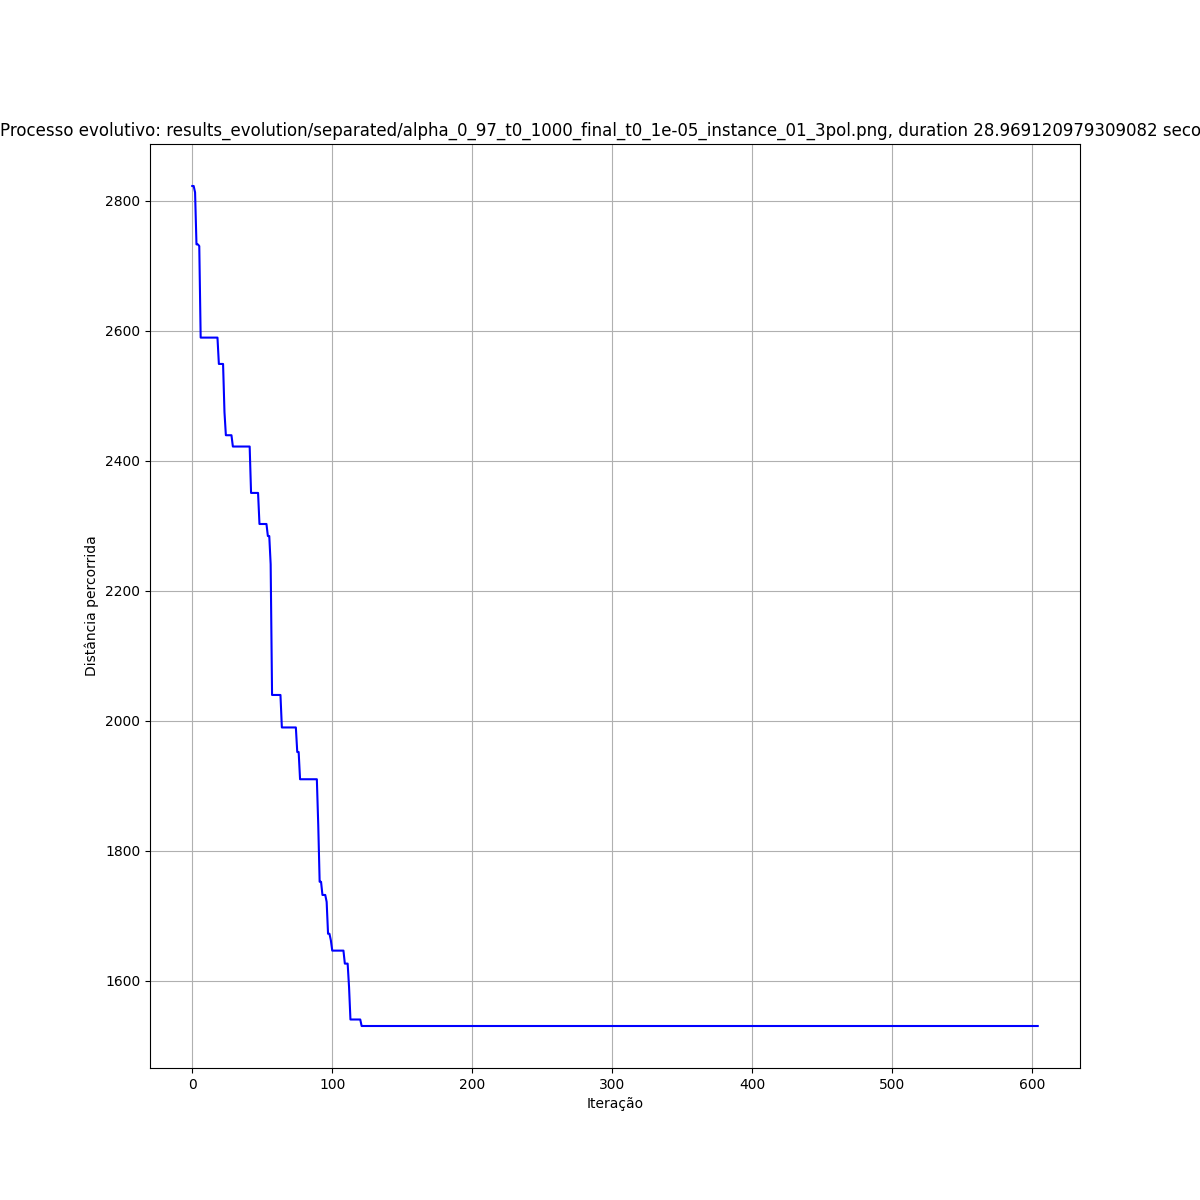 Processo evolutivo: results_evolution/separated/alpha_0_97_t0_1000_final_t0_1e-05_instance_01_3pol.png, duration 28.969120979309082 seco
2800
2600
2400
2200
2000
1800
1600
Distância percorrida
0 100 200 300 400 500 600
Iteração